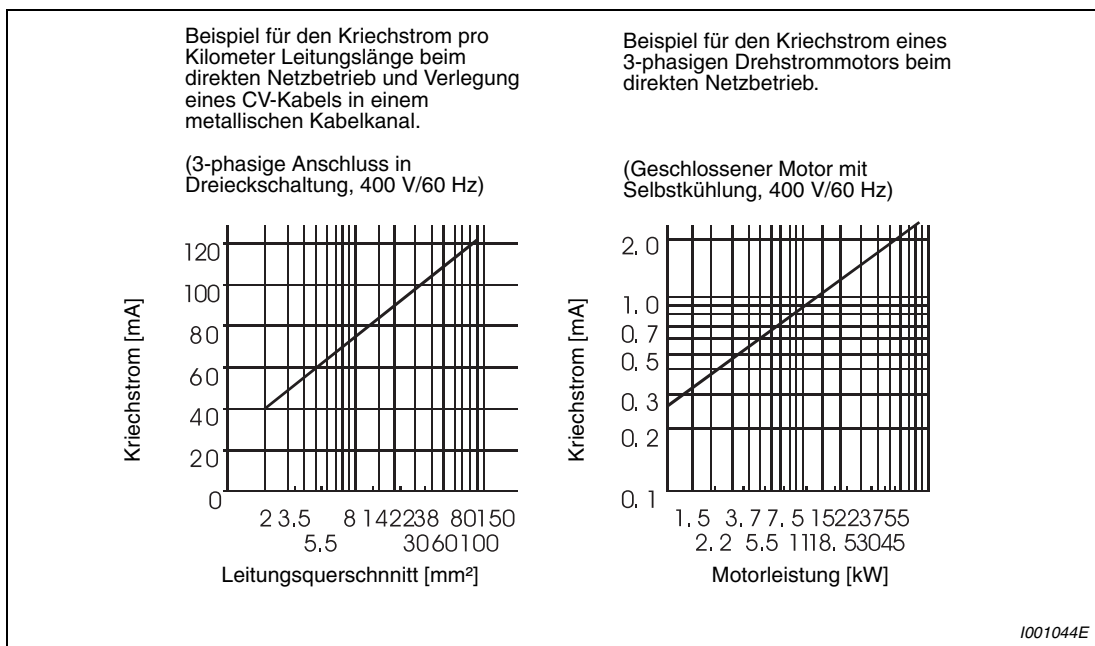 Beispiel für den Kriechstrom pro
Kilometer Leitungslänge beim
direkten Netzbetrieb und Verlegung
eines CV-Kabels in einem
metallischen Kabelkanal.
(3-phasige Anschluss in
Dreieckschaltung, 400 V/60 Hz)
Kriechstrom [mA]
120
100
80
60
40
20
0
2 3.5 8 14 22 38 80 150
5.5 30 60 100
Leitungsquerschnnitt [mm²]
Beispiel für den Kriechstrom eines
3-phasigen Drehstrommotors beim
direkten Netzbetrieb.
(Geschlossener Motor mit
Selbstkühlung, 400 V/60 Hz)
Kriechstrom [mA]
2.0
1.0
0.7
0.5
0.3
0.2
0.1
1.5 3.7 7.5 15 22 37 55
2.2 5.5 11 18.5 30 45
Motorleistung [kW]
I001044E